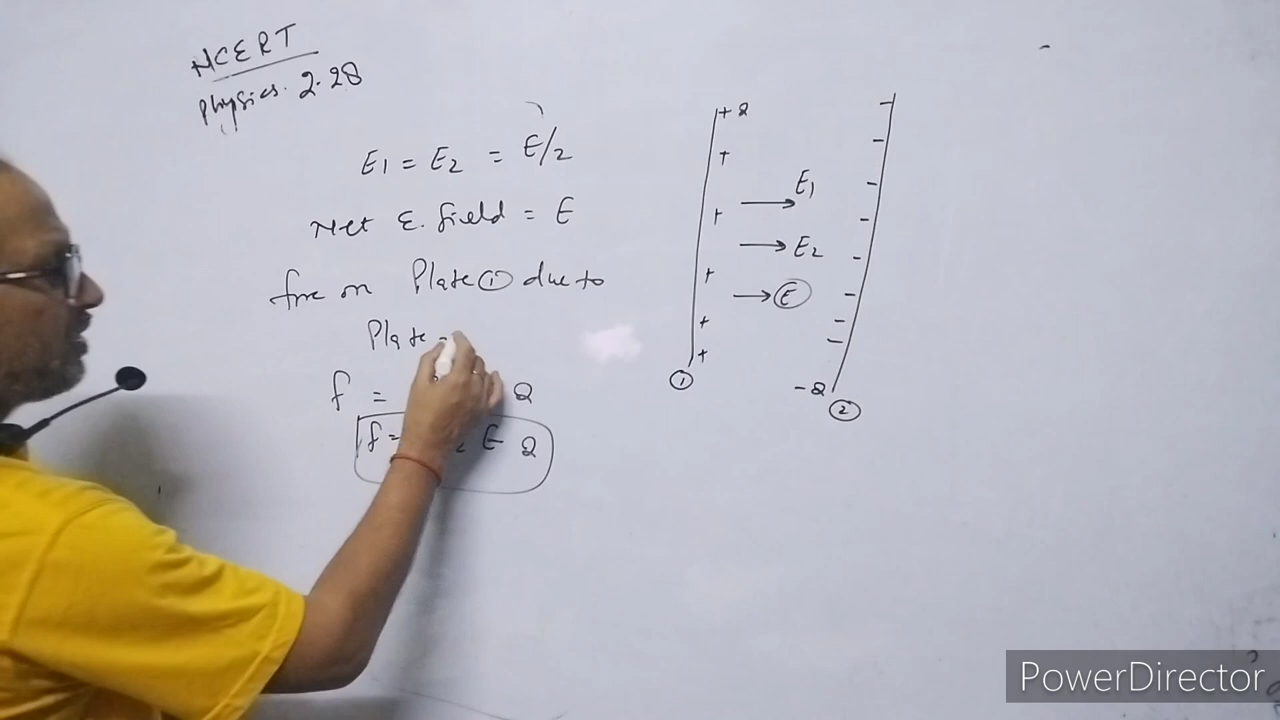 NCERT
Physics. 2.28
E1 = E2 = E/2
Net E. field = E
on Plate ① due to
Plate
f = Q
f = 2 E Q
+Q
+
+
+
+
+
①
E1
E2
E
-Q
②
PowerDirector